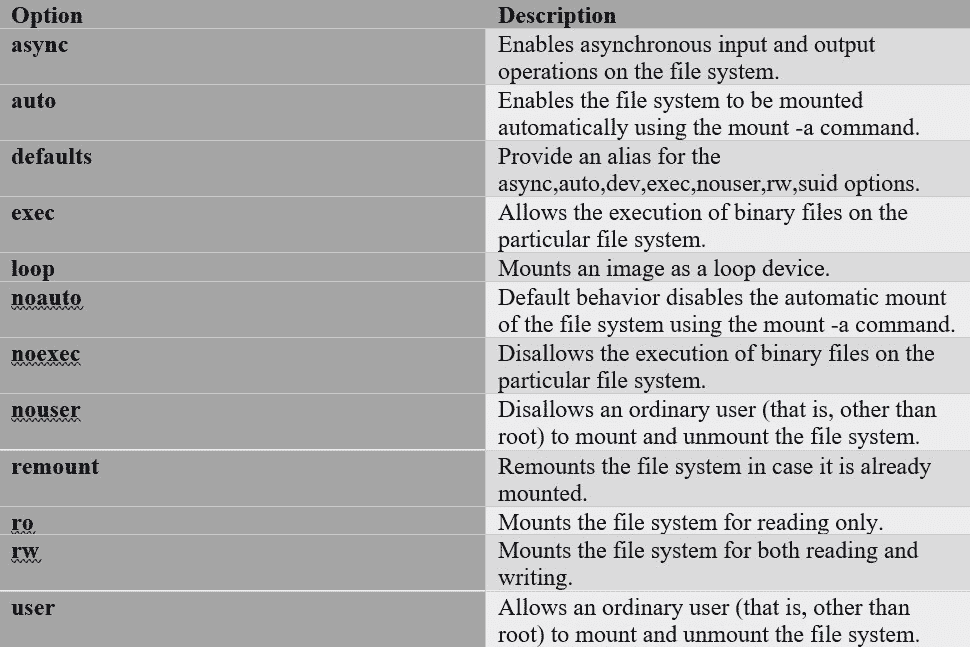 Option Description
async Enables asynchronous input and output
operations on the file system.
auto Enables the file system to be mounted
automatically using the mount -a command.
defaults Provide an alias for the
async,auto,dev,exec,nouser,rw,suid options.
exec Allows the execution of binary files on the
particular file system.
loop Mounts an image as a loop device.
noauto Default behavior disables the automatic mount
of the file system using the mount -a command.
noexec Disallows the execution of binary files on the
particular file system.
nouser Disallows an ordinary user (that is, other than
root) to mount and unmount the file system.
remount Remounts the file system in case it is already
mounted.
ro Mounts the file system for reading only.
rw Mounts the file system for both reading and
writing.
user Allows an ordinary user (that is, other than
root) to mount and unmount the file system.